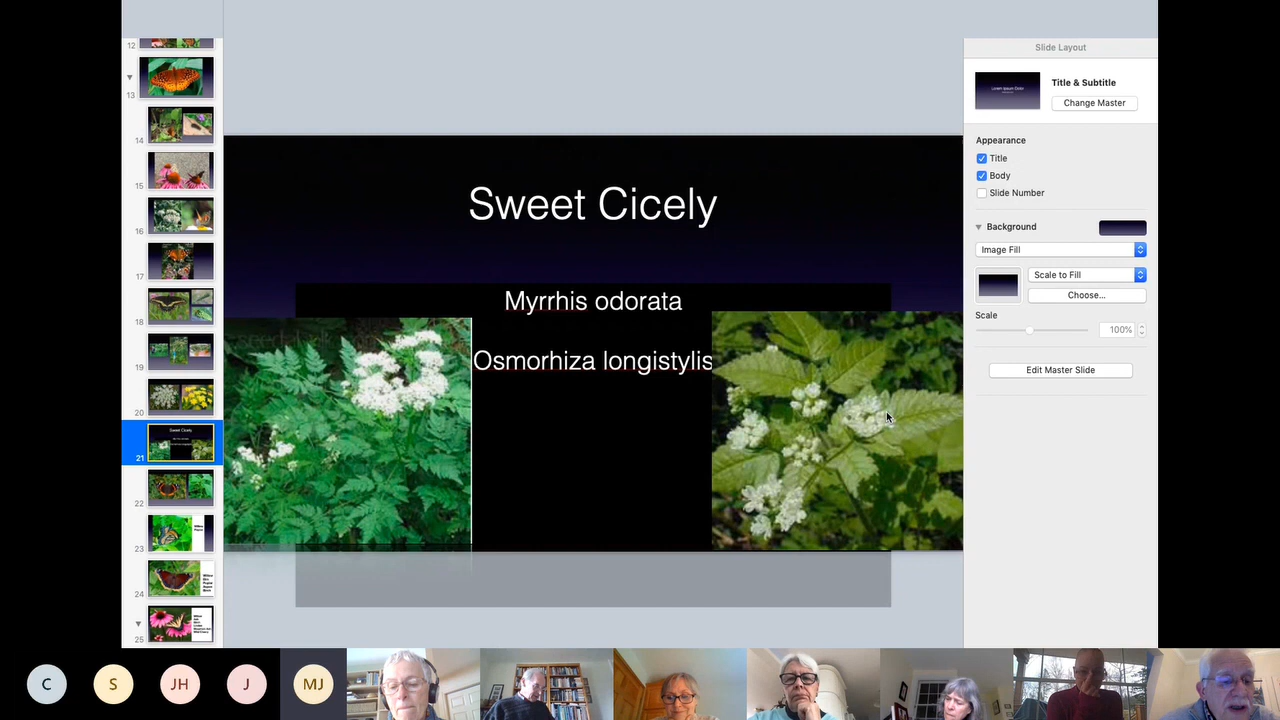 12
13
14
15
16
17
18
19
20
21
22
23
24
25
Sweet Cicely
Myrrhis odorata
Osmorhiza longistylis
Slide Layout
Title & Subtitle
Change Master
Appearance
Title
Body
Slide Number
Background
Image Fill
Scale to Fill
Choose...
Scale
100%
Edit Master Slide
C
S
JH
J
MJ